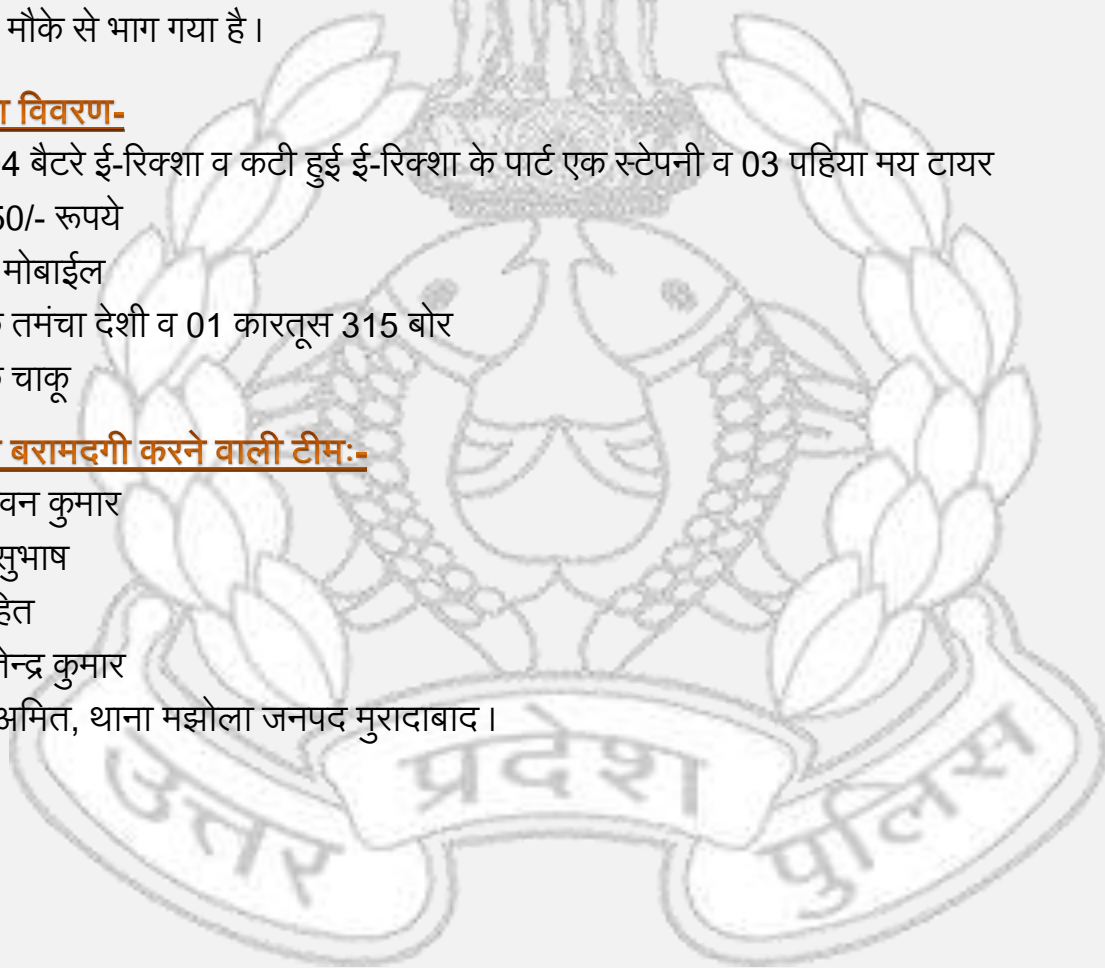 मौके से भाग गया है।
विवरण-
4 बैटरे ई-रिक्शा व कटी हुई ई-रिक्शा के पार्ट एक स्टेपनी व 03 पहिया मय टायर
50/- रूपये
मोबाईल
तमंचा देशी व 01 कारतूस 315 बोर
चाकू
बरामदगी करने वाली टीमः-
वन कुमार
सुभाष
हित
नेन्द्र कुमार
अमित, थाना मझोला जनपद मुरादाबाद।
उत्तर प्रदेश पुलिस